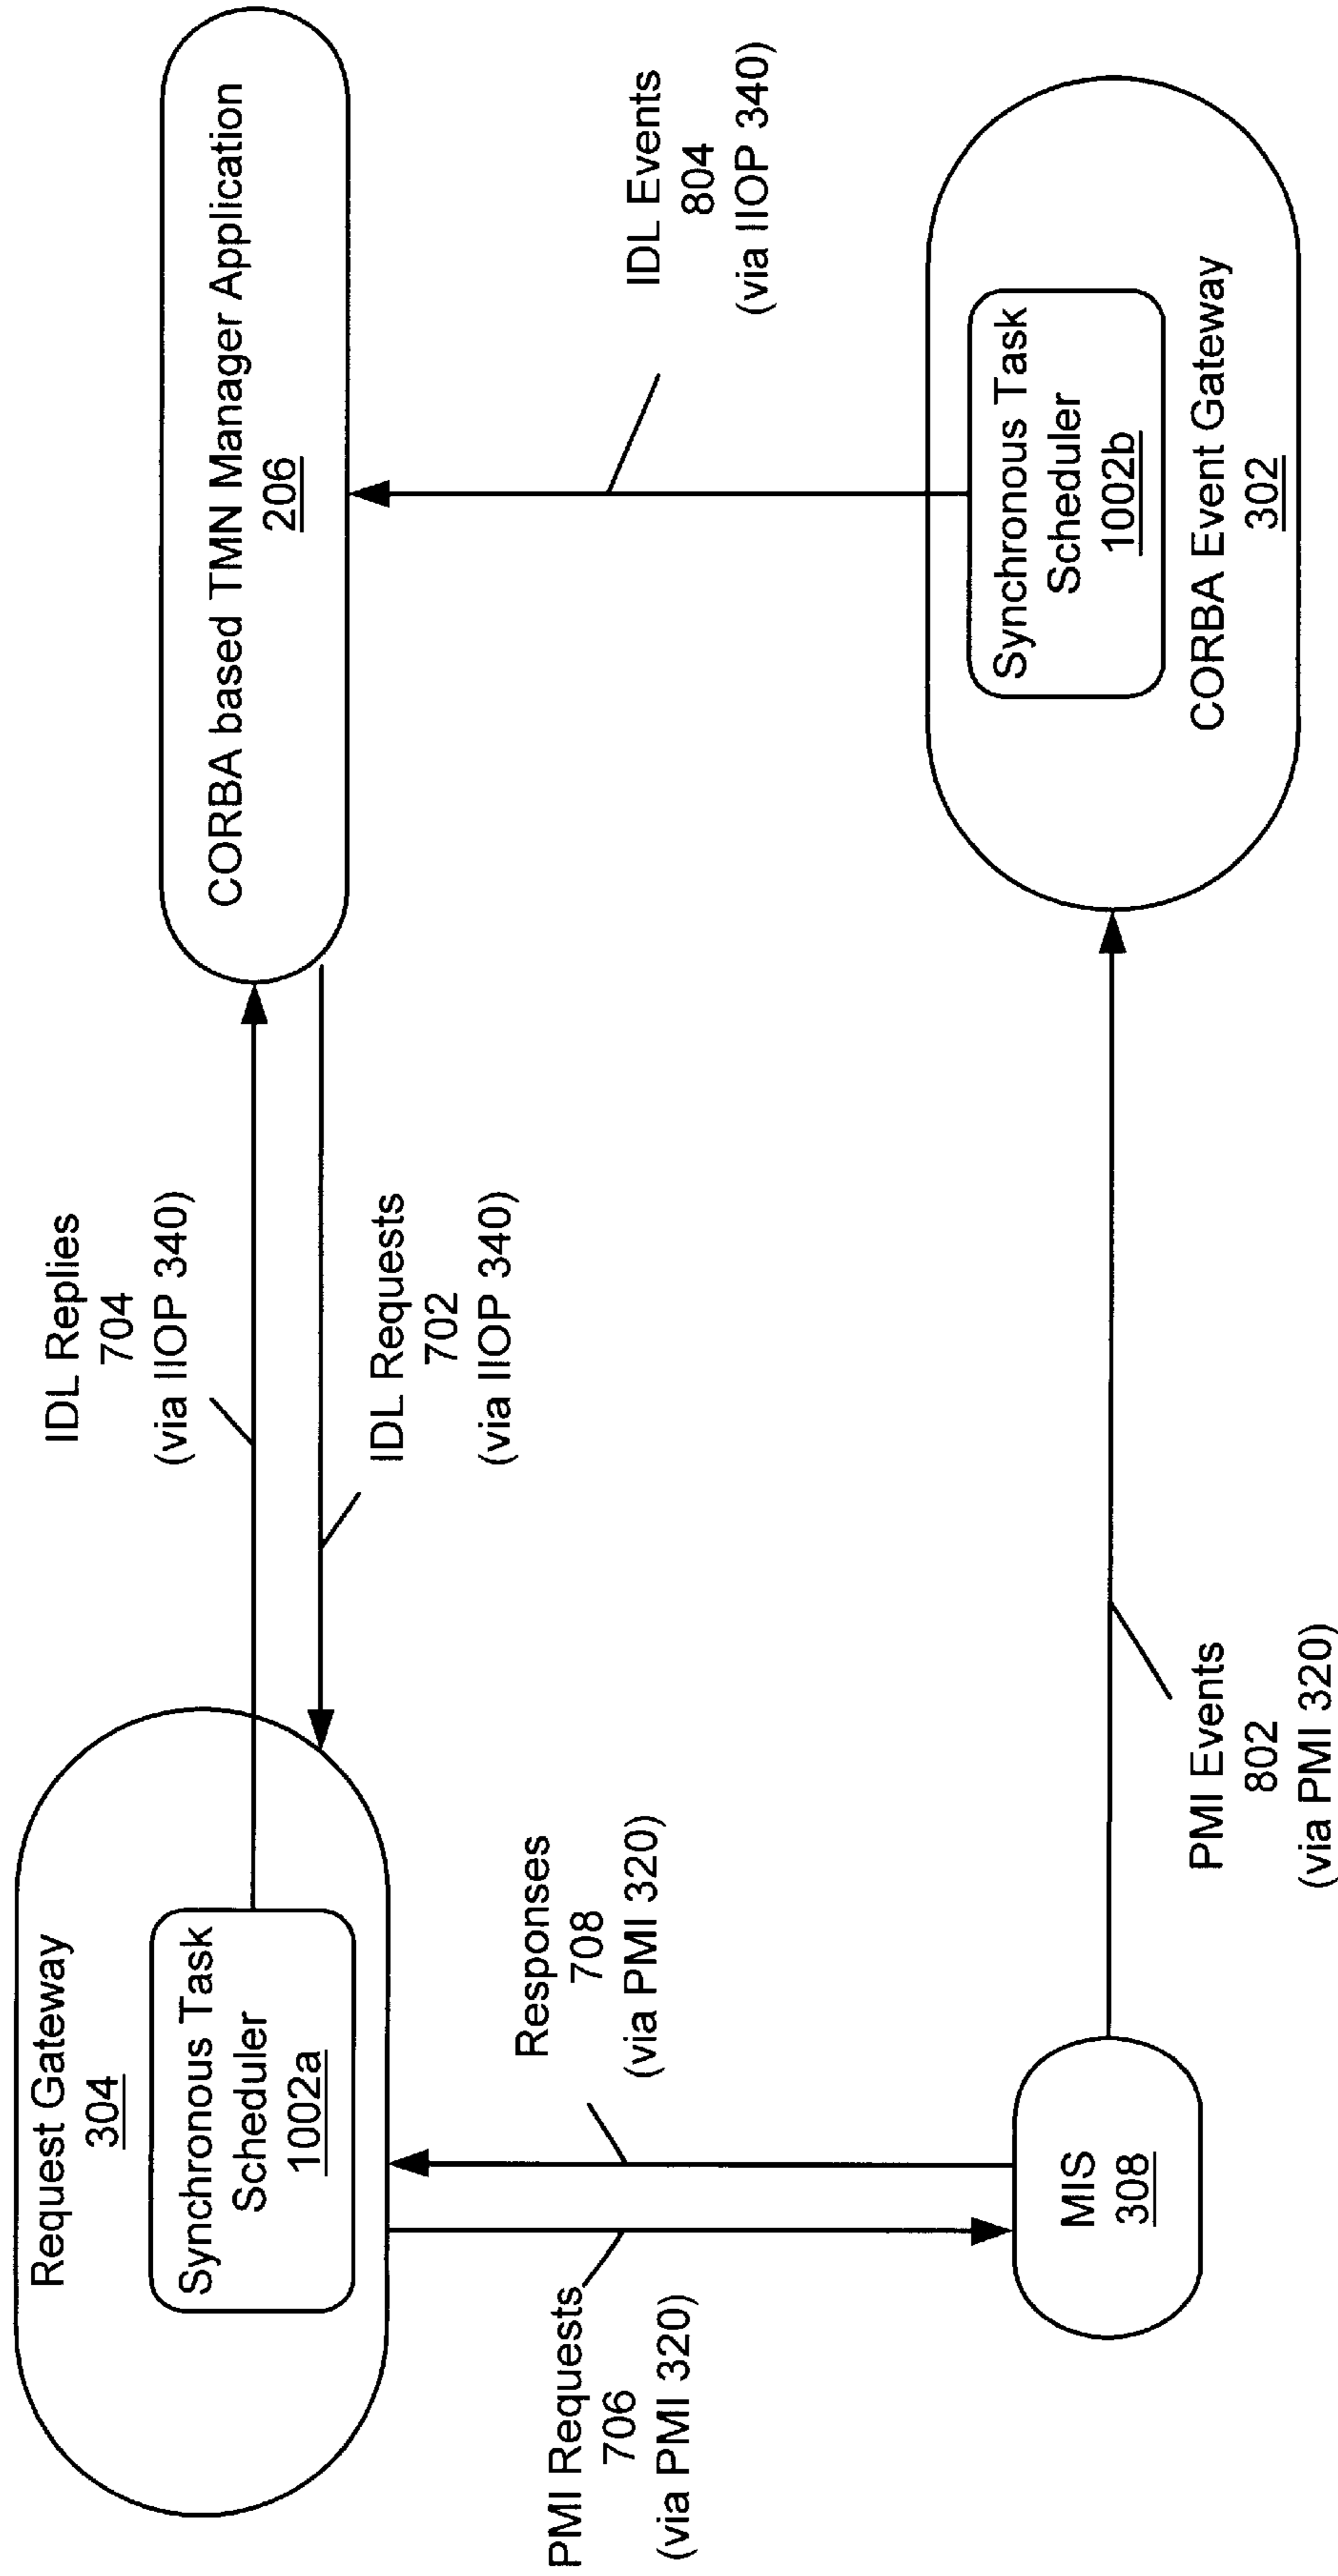 Request Gateway
304
Synchronous Task
Scheduler
1002a
IDL Replies
704
(via IIOP 340)
IDL Requests
702
(via IIOP 340)
CORBA based TMN Manager Application
206
PMI Requests
706
(via PMI 320)
Responses
708
(via PMI 320)
IDL Events
804
(via IIOP 340)
MIS
308
PMI Events
802
(via PMI 320)
Synchronous Task
Scheduler
1002b
CORBA Event Gateway
302